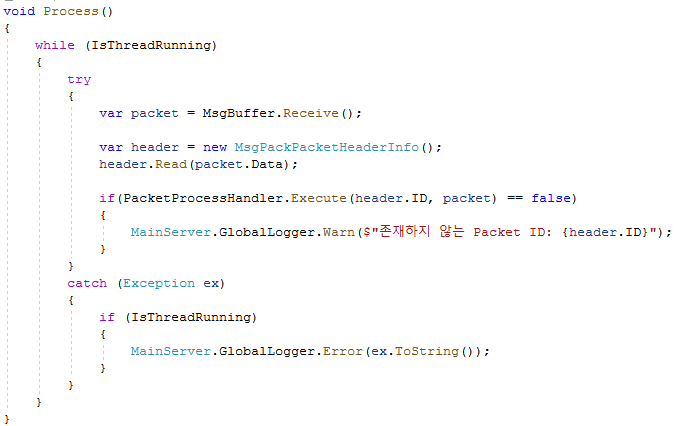 void Process()
{
    while (IsThreadRunning)
    {
        try
        {
            var packet = MsgBuffer.Receive();

            var header = new MsgPackPacketHeaderInfo();
            header.Read(packet.Data);

            if(PacketProcessHandler.Execute(header.ID, packet) == false)
            {
                MainServer.GlobalLogger.Warn($"존재하지 않는 Packet ID: {header.ID}");
            }
        }
        catch (Exception ex)
        {
            if (IsThreadRunning)
            {
                MainServer.GlobalLogger.Error(ex.ToString());
            }
        }
    }
}